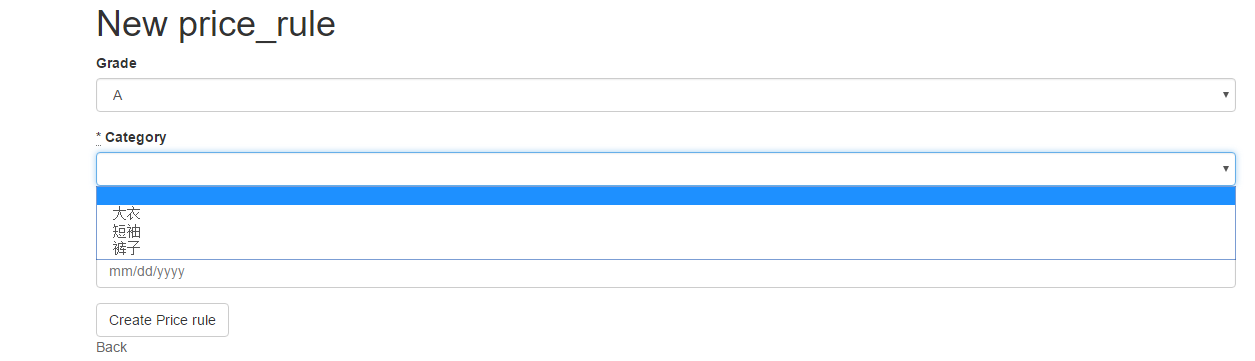 New price_rule
Grade
A
* Category
大衣
短袖
裤子
mm/dd/yyyy
Create Price rule
Back